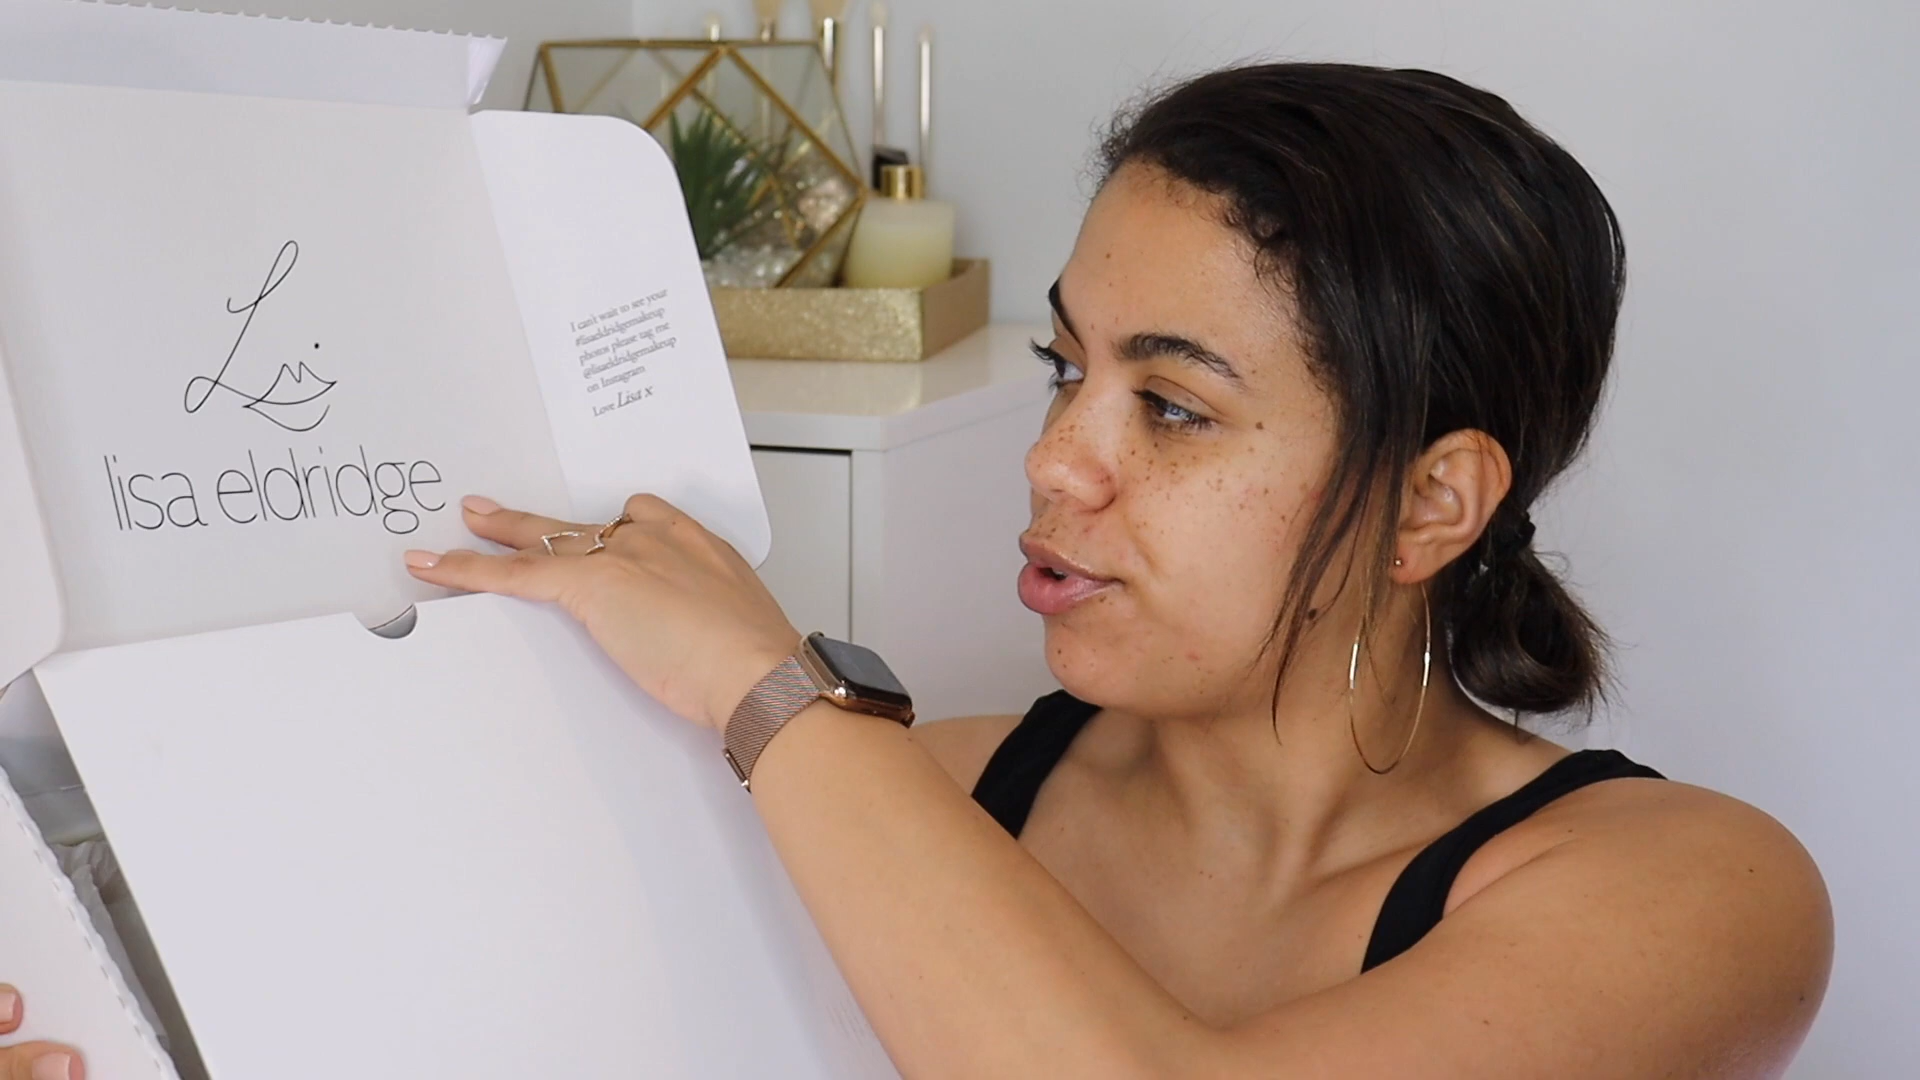 lisa eldridge
I can't wait to see your
#lisaeldridgemakeup
photos please tag me
@lisaeldridgemakeup
on Instagram
Love Lisa x